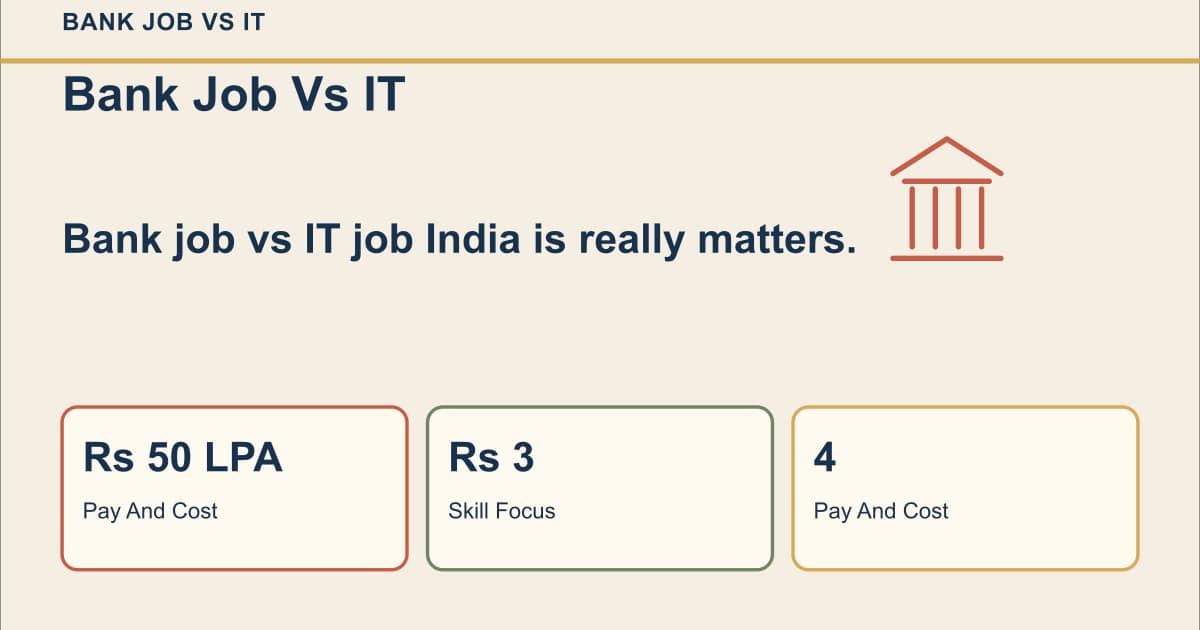 BANK JOB VS IT
Bank Job Vs IT
Bank job vs IT job India is really matters.
Rs 50 LPA
Pay And Cost
Rs 3
Skill Focus
4
Pay And Cost